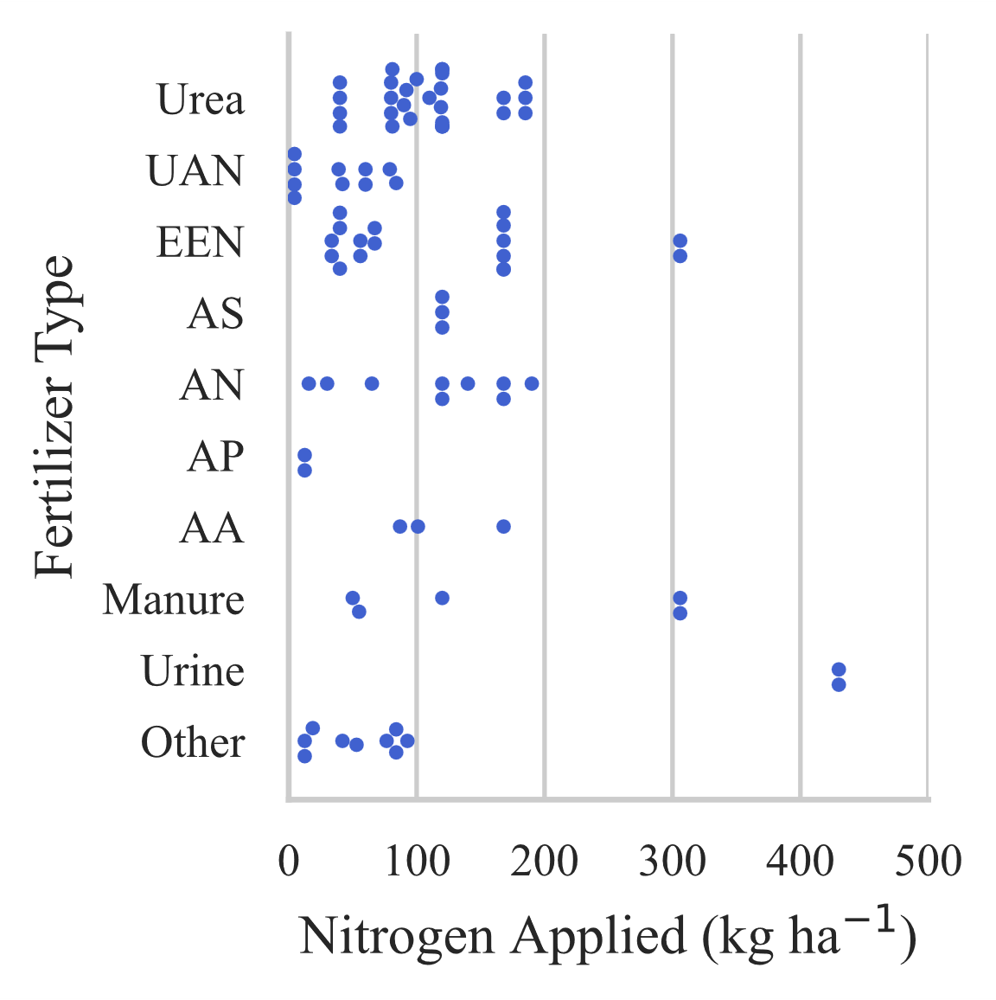 Fertilizer Type
Urea
UAN
EEN
AS
AN
AP
AA
Manure
Urine
Other
0 100 200 300 400 500
Nitrogen Applied (kg ha⁻¹)